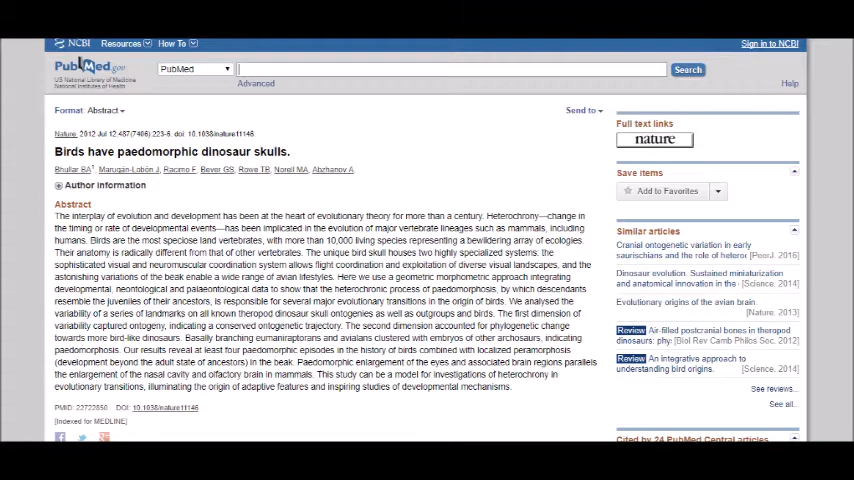 NCBI Resources How To Sign in to NCBI
PubMed.gov PubMed Search
US National Library of Medicine
National Institutes of Health
Advanced Help
Format: Abstract Send to
Nature. 2012 Jul 12;487(7406):223-6. doi: 10.1038/nature11146
Birds have paedomorphic dinosaur skulls.
Bhullar BA1, Marugán-Lobón J, Racimo F, Bever GS, Rowe TB, Norell MA, Abzhanov A.
Author information
Abstract
The interplay of evolution and development has been at the heart of evolutionary theory for more than a century. Heterochrony—change in
the timing or rate of developmental events—has been implicated in the evolution of major vertebrate lineages such as mammals, including
humans. Birds are the most speciose land vertebrates, with more than 10,000 living species representing a bewildering array of ecologies.
Their anatomy is radically different from that of other vertebrates. The unique bird skull houses two highly specialized systems: the
sophisticated visual and neuromuscular coordination system allows flight coordination and exploitation of diverse visual landscapes, and the
astonishing variations of the beak enable a wide range of avian lifestyles. Here we use a geometric morphometric approach integrating
developmental, neontological and palaeontological data to show that the heterochronic process of paedomorphosis, by which descendants
resemble the juveniles of their ancestors, is responsible for several major evolutionary transitions in the origin of birds. We analysed the
variability of a series of landmarks on all known theropod dinosaur skull ontogenies as well as outgroups and birds. The first dimension of
variability captured ontogeny, indicating a conserved ontogenetic trajectory. The second dimension accounted for phylogenetic change
towards more bird-like dinosaurs. Basally branching eumaniraptorans and avialans clustered with embryos of other archosaurs, indicating
paedomorphosis. Our results reveal at least four paedomorphic episodes in the history of birds combined with localized peramorphosis
(development beyond the adult state of ancestors) in the beak. Paedomorphic enlargement of the eyes and associated brain regions parallels
the enlargement of the nasal cavity and olfactory brain in mammals. This study can be a model for investigations of heterochrony in
evolutionary transitions, illuminating the origin of adaptive features and inspiring studies of developmental mechanisms.
PMID: 22722850 DOI: 10.1038/nature11146
[Indexed for MEDLINE]
Full text links
nature
Save items
Add to Favorites
Similar articles
Cranial ontogenetic variation in early
saurischians and the role of heteroc [PeerJ. 2016]
Dinosaur evolution. Sustained miniaturization
and anatomical innovation in the [Science. 2014]
Evolutionary origins of the avian brain.
[Nature. 2013]
Review Air-filled postcranial bones in theropod
dinosaurs: phy: [Biol Rev Camb Philos Soc. 2012]
Review An integrative approach to
understanding bird origins. [Science. 2014]
See reviews...
See all...
Cited by 24 PubMed Central articles